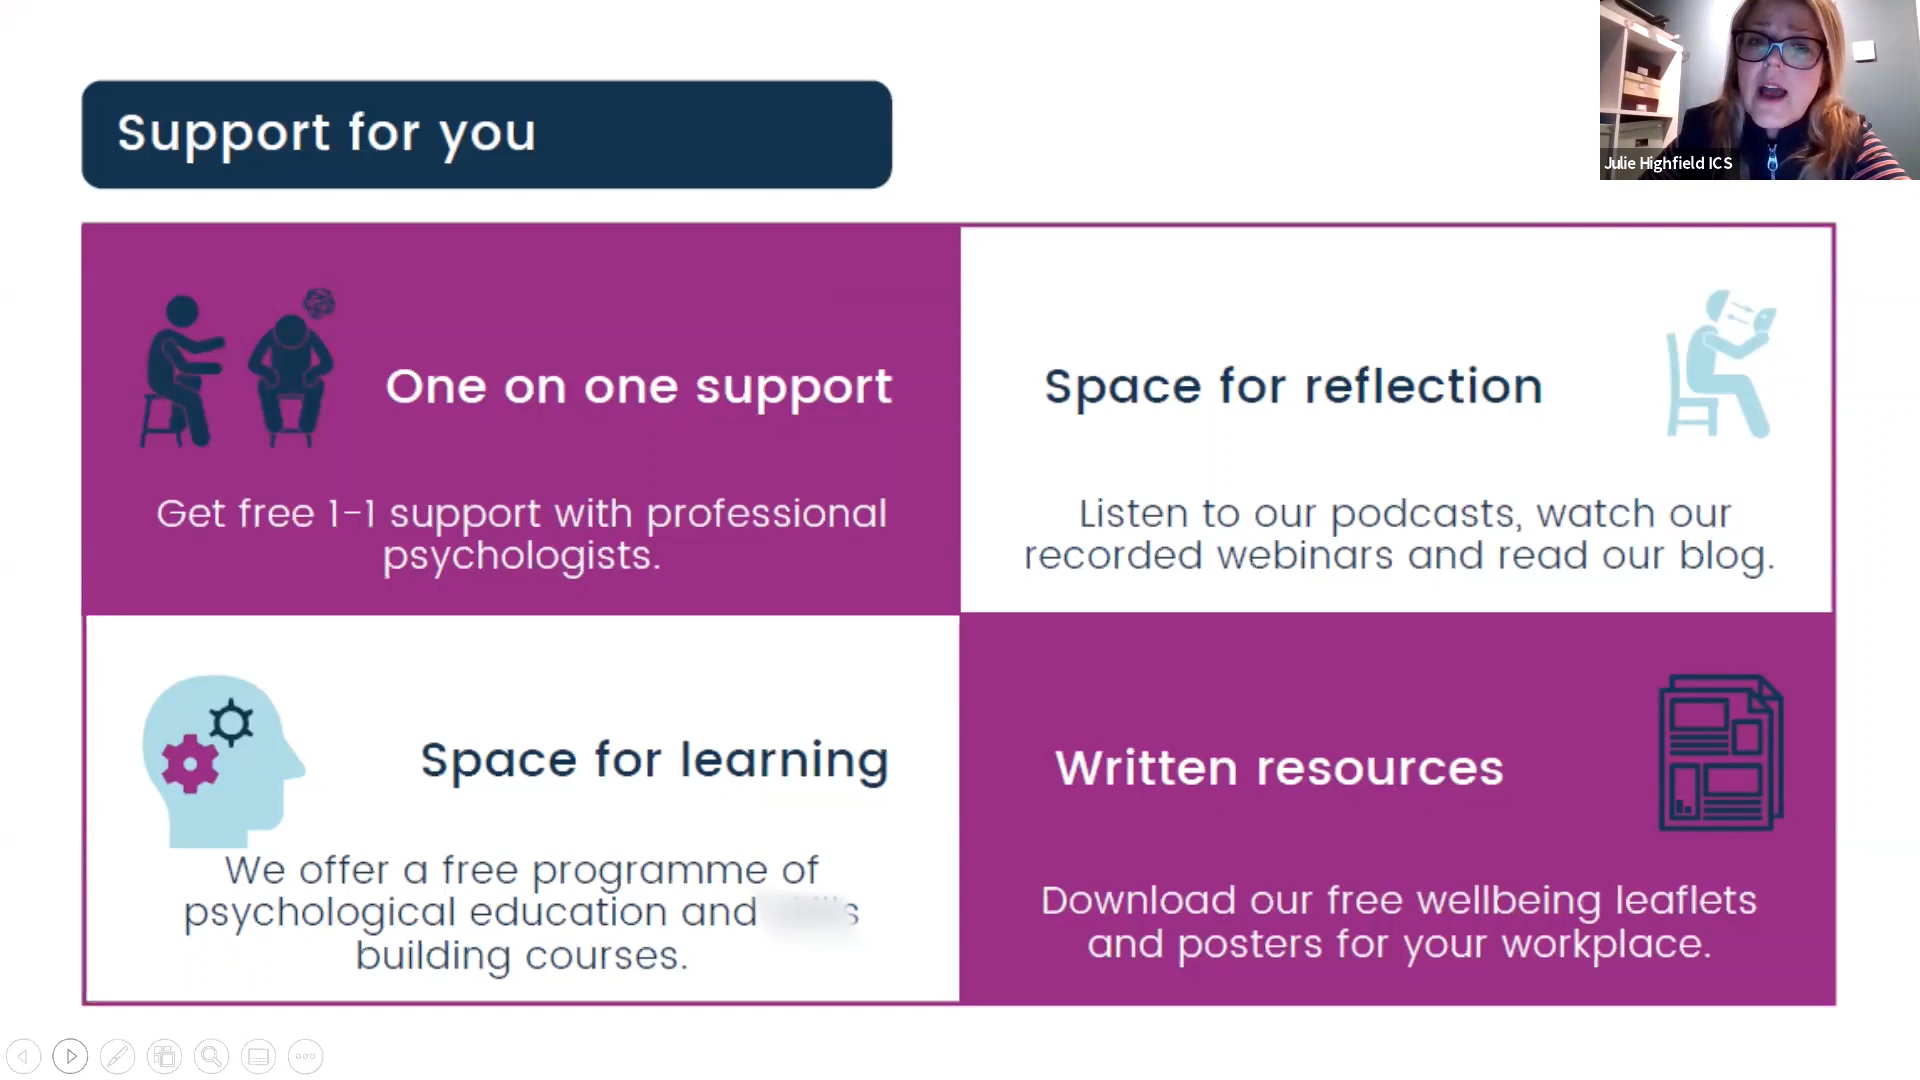 Support for you
Julie Highfield ICS
One on one support
Get free 1-1 support with professional
psychologists.
Space for reflection
Listen to our podcasts, watch our
recorded webinars and read our blog.
Space for learning
We offer a free programme of
psychological education and
building courses.
Written resources
Download our free wellbeing leaflets
and posters for your workplace.